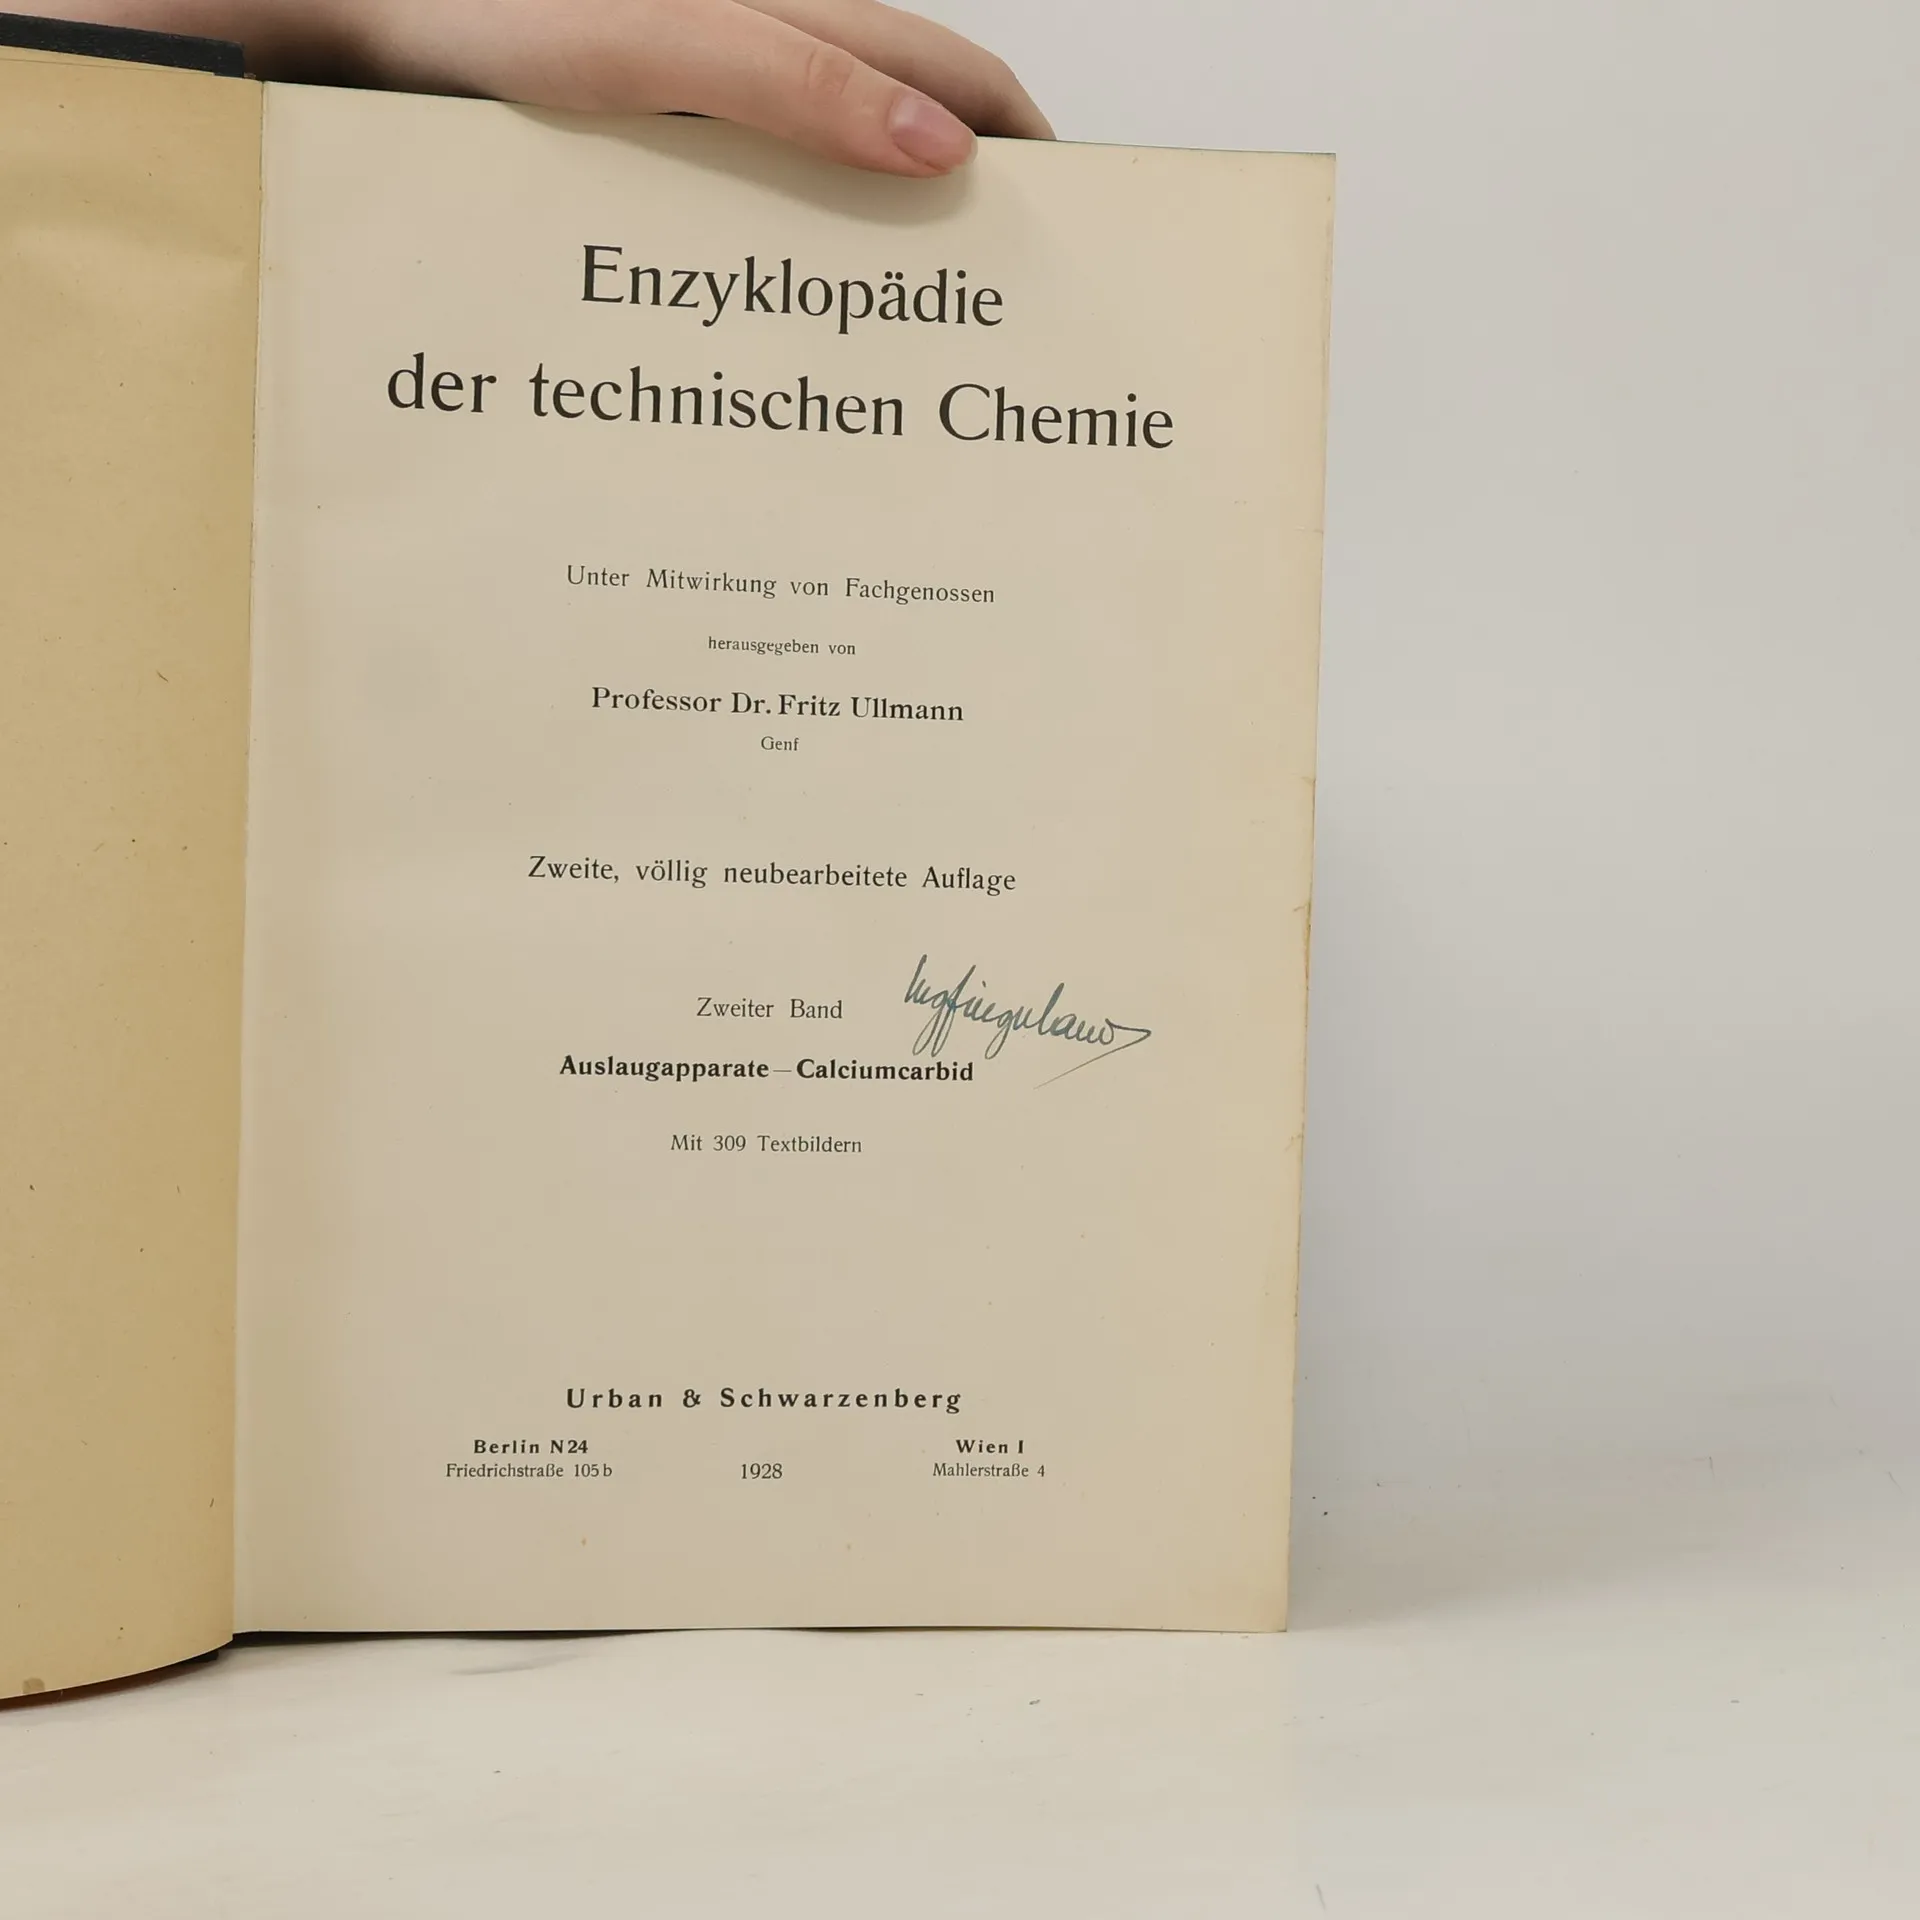 Enzyklopädie
der technischen Chemie
Unter Mitwirkung von Fachgenossen
herausgegeben von
Professor Dr. Fritz Ullmann
Genf
Zweite, völlig neubearbeitete Auflage
Zweiter Band
Auslaugapparate—Calciumcarbid
Mit 309 Textbildern
Urban & Schwarzenberg
Berlin N24 Wien I
Friedrichstraße 105b 1928 Mahlerstraße 4